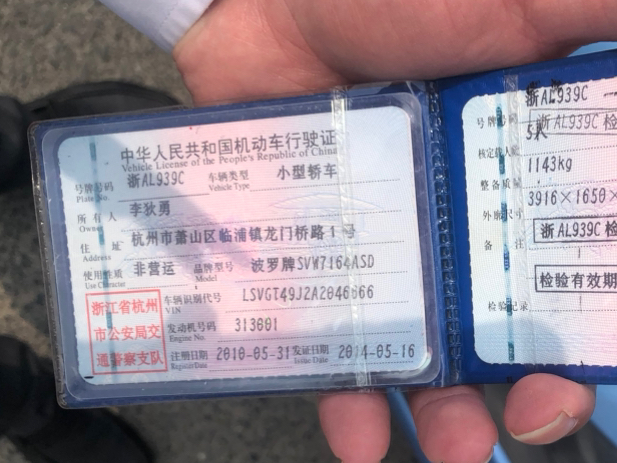 中华人民共和国机动车行驶证
Vehicle License of the People's Republic of China
号牌号码 浙AL939C 车辆类型 小型轿车
Plate No. Vehicle Type
所有人 李狄勇
Owner
住址 杭州市萧山区临浦镇龙门桥路1号
Address
使用性质 非营运 品牌型号 波罗牌SVW7164ASD
Use Character Model
浙江省杭州
市公安局交
通警察支队
车辆识别代号 LSVGT49J2A2046666
VIN
发动机号码 313601
Engine No.
注册日期 2010-05-31 发证日期 2014-05-16
Register Date Issue Date
浙AL939C
号牌号码 浙AL939C 检
核定载人数 5人
1143kg
整备质量
3916×1650×
外廓尺寸
浙AL939C 检
备注
检验有效期
检验记录